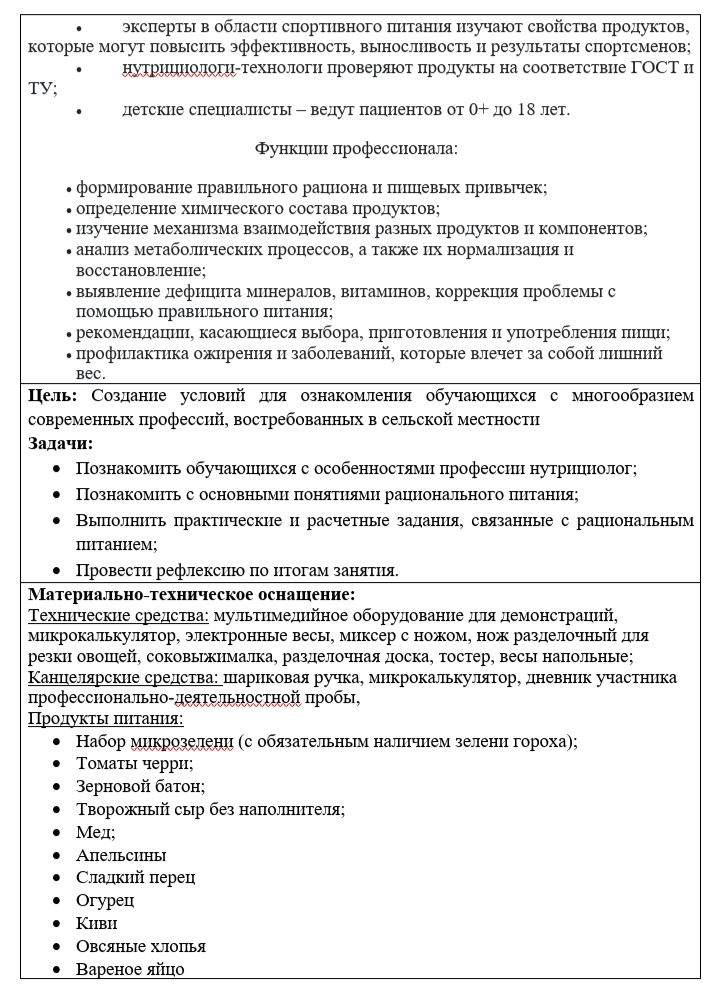 • эксперты в области спортивного питания изучают свойства продуктов,
которые могут повысить эффективность, выносливость и результаты спортсменов;
• нутрициологи-технологи проверяют продукты на соответствие ГОСТ и
ТУ;
• детские специалисты – ведут пациентов от 0+ до 18 лет.
Функции профессионала:
• формирование правильного рациона и пищевых привычек;
• определение химического состава продуктов;
• изучение механизма взаимодействия разных продуктов и компонентов;
• анализ метаболических процессов, а также их нормализация и
восстановление;
• выявление дефицита минералов, витаминов, коррекция проблемы с
помощью правильного питания;
• рекомендации, касающиеся выбора, приготовления и употребления пищи;
• профилактика ожирения и заболеваний, которые влечет за собой лишний
вес.
Цель: Создание условий для ознакомления обучающихся с многообразием
современных профессий, востребованных в сельской местности
Задачи:
• Познакомить обучающихся с особенностями профессии нутрициолог;
• Познакомить с основными понятиями рационального питания;
• Выполнить практические и расчетные задания, связанные с рациональным
питанием;
• Провести рефлексию по итогам занятия.
Материально-техническое оснащение:
Технические средства: мультимедийное оборудование для демонстраций,
микрокалькулятор, электронные весы, миксер с ножом, нож разделочный для
резки овощей, соковыжималка, разделочная доска, тостер, весы напольные;
Канцелярские средства: шариковая ручка, микрокалькулятор, дневник участника
профессионально-деятельностной пробы,
Продукты питания:
• Набор микрозелени (с обязательным наличием зелени гороха);
• Томаты черри;
• Зерновой батон;
• Творожный сыр без наполнителя;
• Мед;
• Апельсины
• Сладкий перец
• Огурец
• Киви
• Овсяные хлопья
• Вареное яйцо